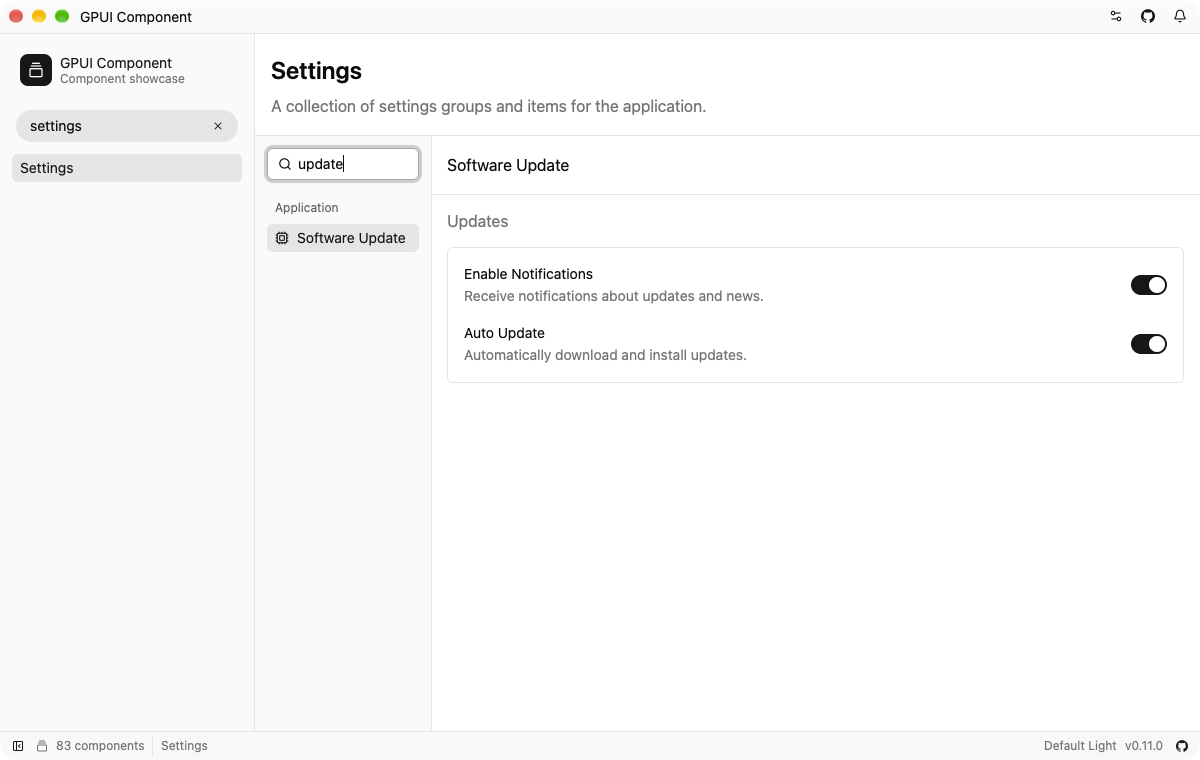 GPUI Component
GPUI Component
Component showcase
settings
Settings
Settings
A collection of settings groups and items for the application.
update
Application
Software Update
Software Update
Updates
Enable Notifications
Receive notifications about updates and news.
Auto Update
Automatically download and install updates.
83 components
Settings
Default Light
v0.11.0